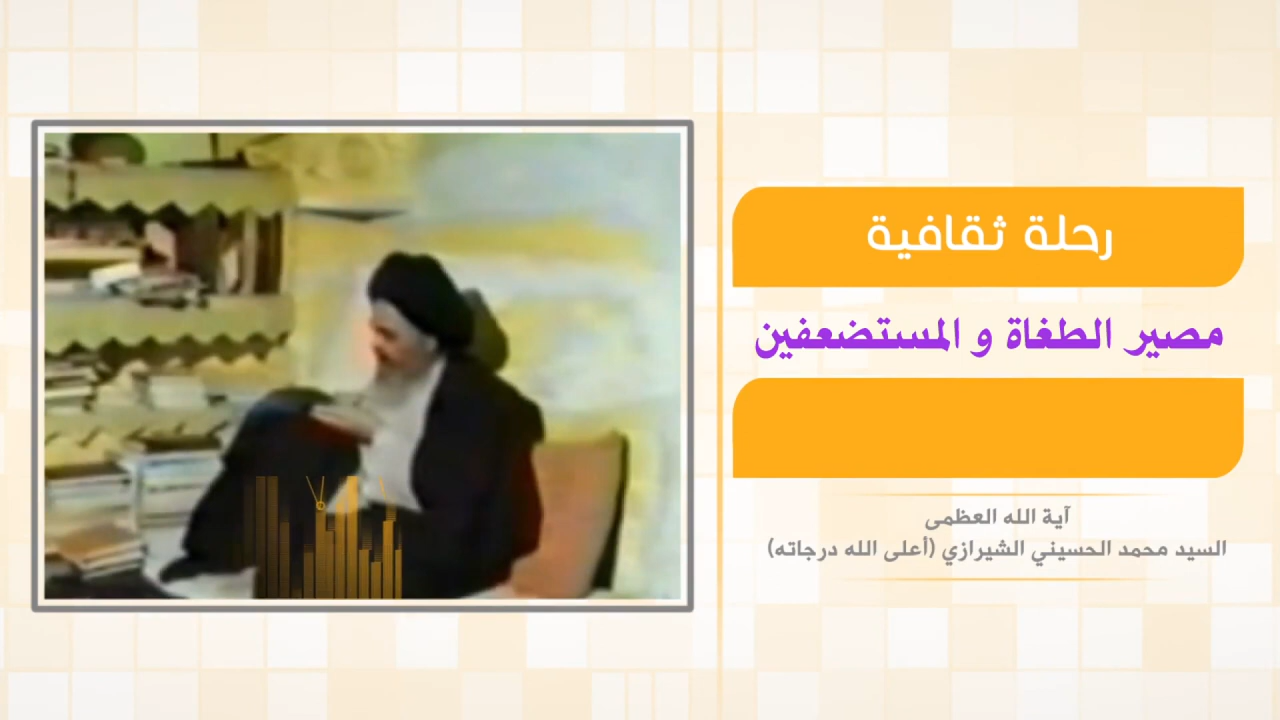 رحلة ثقافية
مصير الطغاة و المستضعفين
آية الله العظمى
السيد محمد الحسيني الشيرازي (أعلى الله درجاته)